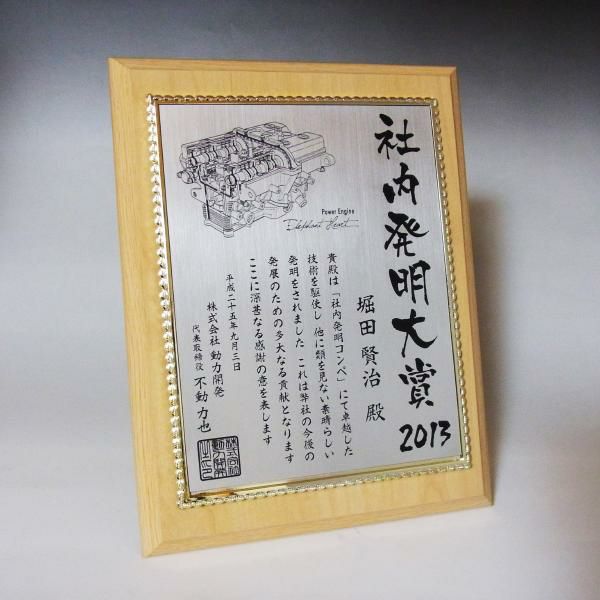 社内発明大賞
2013
堀田賢治 殿
貴殿は「社内発明コンペ」にて卓越した
技術を駆使し 他に類を見ない素晴らしい
発明をされました これは弊社の今後の
発展のための多大なる貢献となります
ここに深甚なる感謝の意を表します
平成二十五年九月三日
株式会社 動力開発
代表取締役 不動 力也
Power Engine
Elephant Heart